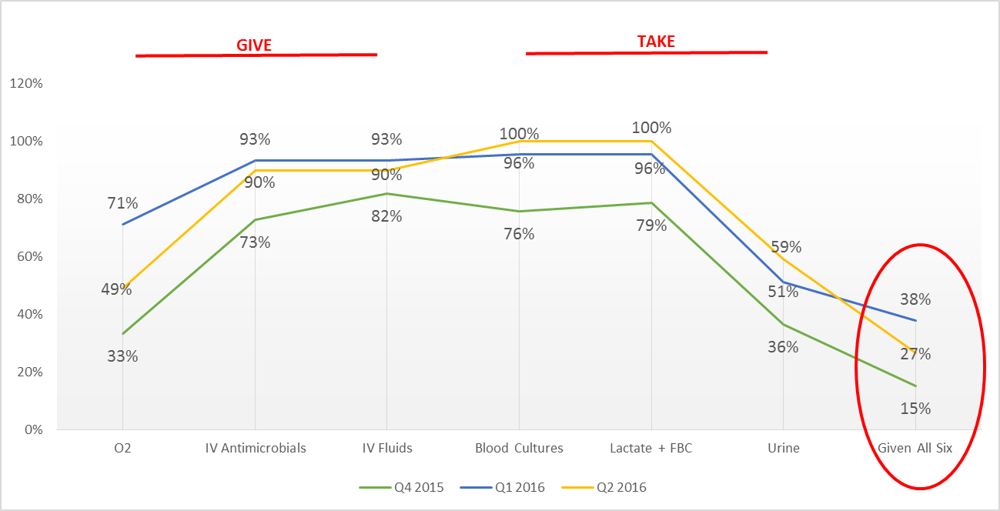 GIVE
TAKE
120%
100%
80%
60%
40%
20%
0%
71%
93%
93%
96%
96%
51%
38%
49%
90%
90%
100%
100%
59%
27%
33%
73%
82%
76%
79%
36%
15%
O2
IV Antimicrobials
IV Fluids
Blood Cultures
Lactate + FBC
Urine
Given All Six
Q4 2015
Q1 2016
Q2 2016